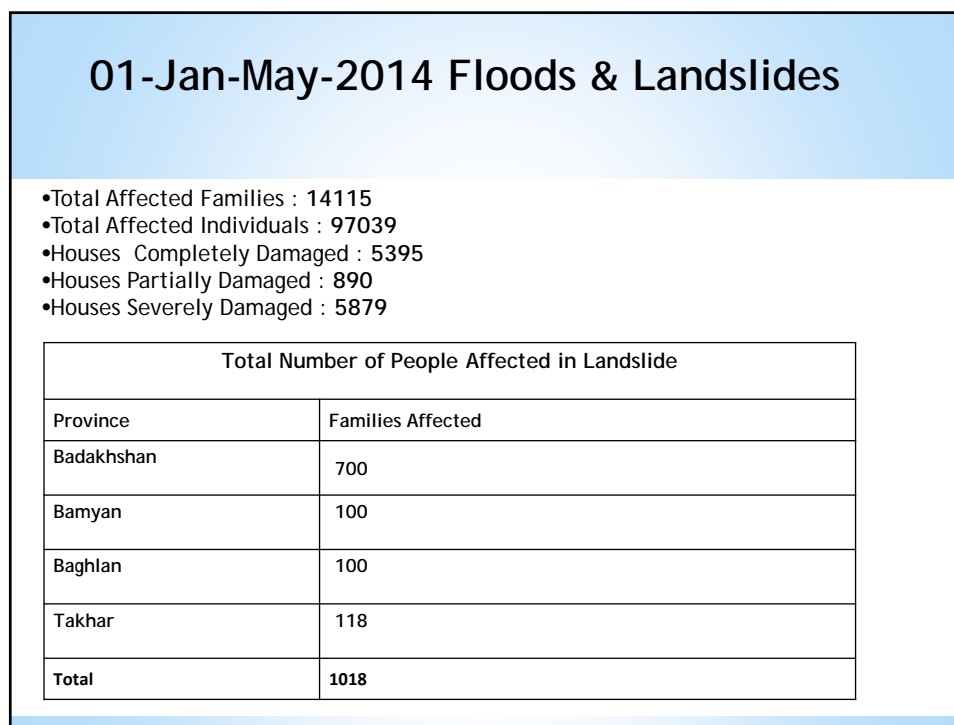 01-Jan-May-2014 Floods & Landslides
•Total Affected Families : 14115
•Total Affected Individuals : 97039
•Houses Completely Damaged : 5395
•Houses Partially Damaged : 890
•Houses Severely Damaged : 5879
Total Number of People Affected in Landslide
Province Families Affected
Badakhshan 700
Bamyan 100
Baghlan 100
Takhar 118
Total 1018